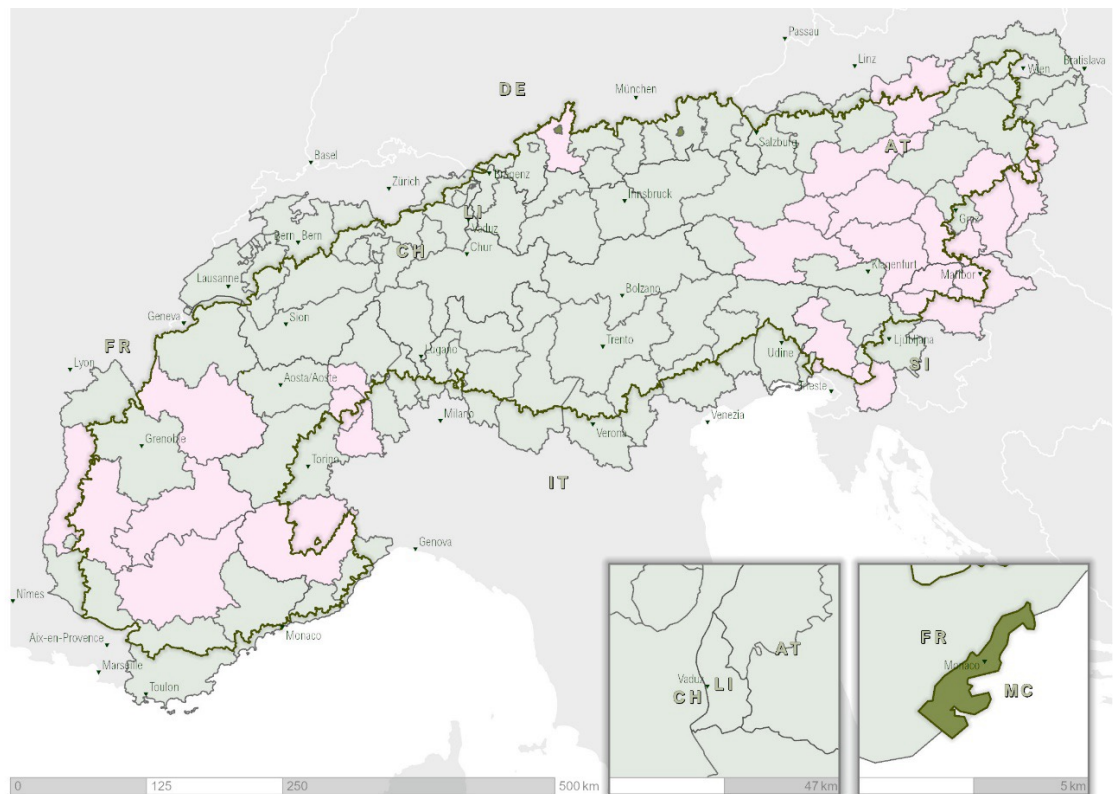 Passau
Linz
Wien
Bratislava
DE
München
Salzburg
AT
Basel
Zürich
Bregenz
Innsbruck
LI
Vaduz
Graz
Bern Bern
CH
Chur
Klagenfurt
Maribor
Lausanne
Bolzano
Geneva
Sion
FR
Lugano
Trento
Udine
Ljubljana
SI
Lyon
Aosta/Aoste
Trieste
Milano
Verona
Venezia
Grenoble
Torino
IT
Genova
Nîmes
Monaco
Aix-en-Provence
Marseille
Toulon
AT
Vaduz
CH
LI
FR
Monaco
MC
0 125 250 500 km
47 km
5 km